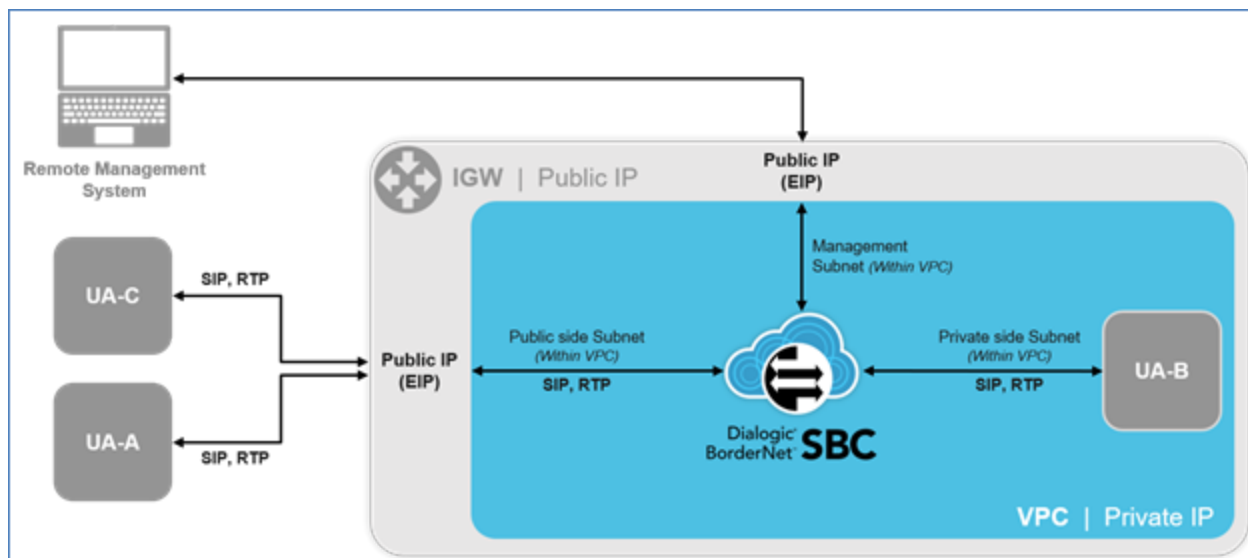 Remote Management
System
IGW | Public IP
Public IP
(EIP)
Management
Subnet (Within VPC)
UA-C
SIP, RTP
Public IP
(EIP)
Public side Subnet
(Within VPC)
SIP, RTP
Private side Subnet
(Within VPC)
SIP, RTP
UA-B
UA-A
SIP, RTP
Dialogic
BorderNet SBC
VPC | Private IP